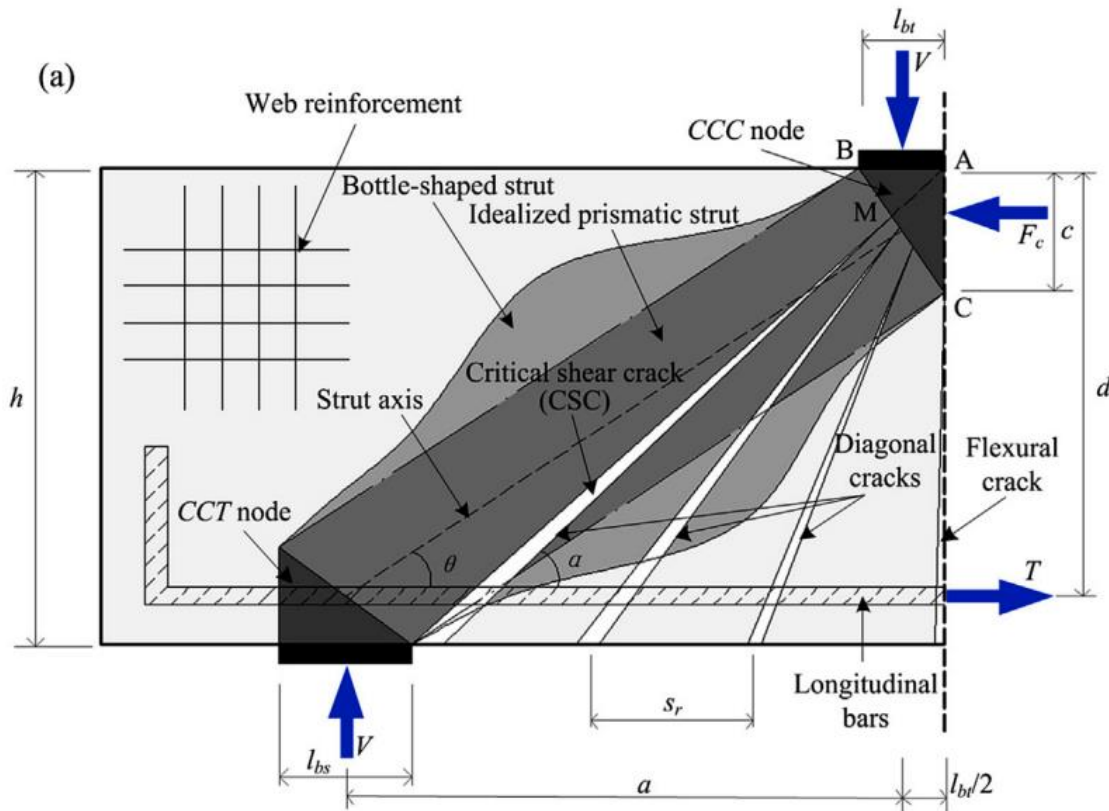 (a)
l_bt
V
Web reinforcement
CCC node
B
A
Bottle-shaped strut
Idealized prismatic strut
M
F_c
c
C
h
Critical shear crack
(CSC)
Strut axis
d
Diagonal
cracks
Flexural
crack
CCT node
θ
α
T
Longitudinal
bars
s_r
V
l_bs
a
l_bt/2